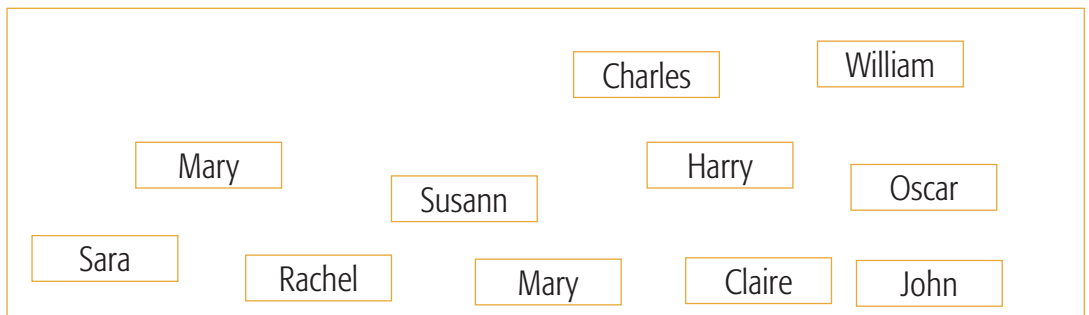 Charles
William
Mary
Harry
Susann
Oscar
Sara
Rachel
Mary
Claire
John